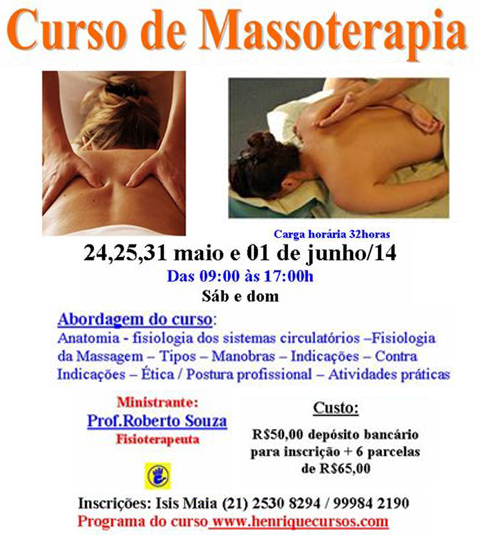 Curso de Massoterapia
Carga horária 32horas
24,25,31 maio e 01 de junho/14
Das 09:00 às 17:00h
Sáb e dom
Abordagem do curso:
Anatomia - fisiologia dos sistemas circulatórios –Fisiologia
da Massagem – Tipos – Manobras – Indicações – Contra
Indicações – Ética / Postura profissional – Atividades práticas
Ministrante:
Prof.Roberto Souza
Fisioterapeuta
Custo:
R$50,00 depósito bancário
para inscrição + 6 parcelas
de R$65,00
Inscrições: Isis Maia (21) 2530 8294 / 99984 2190
Programa do curso www.henriquecursos.com